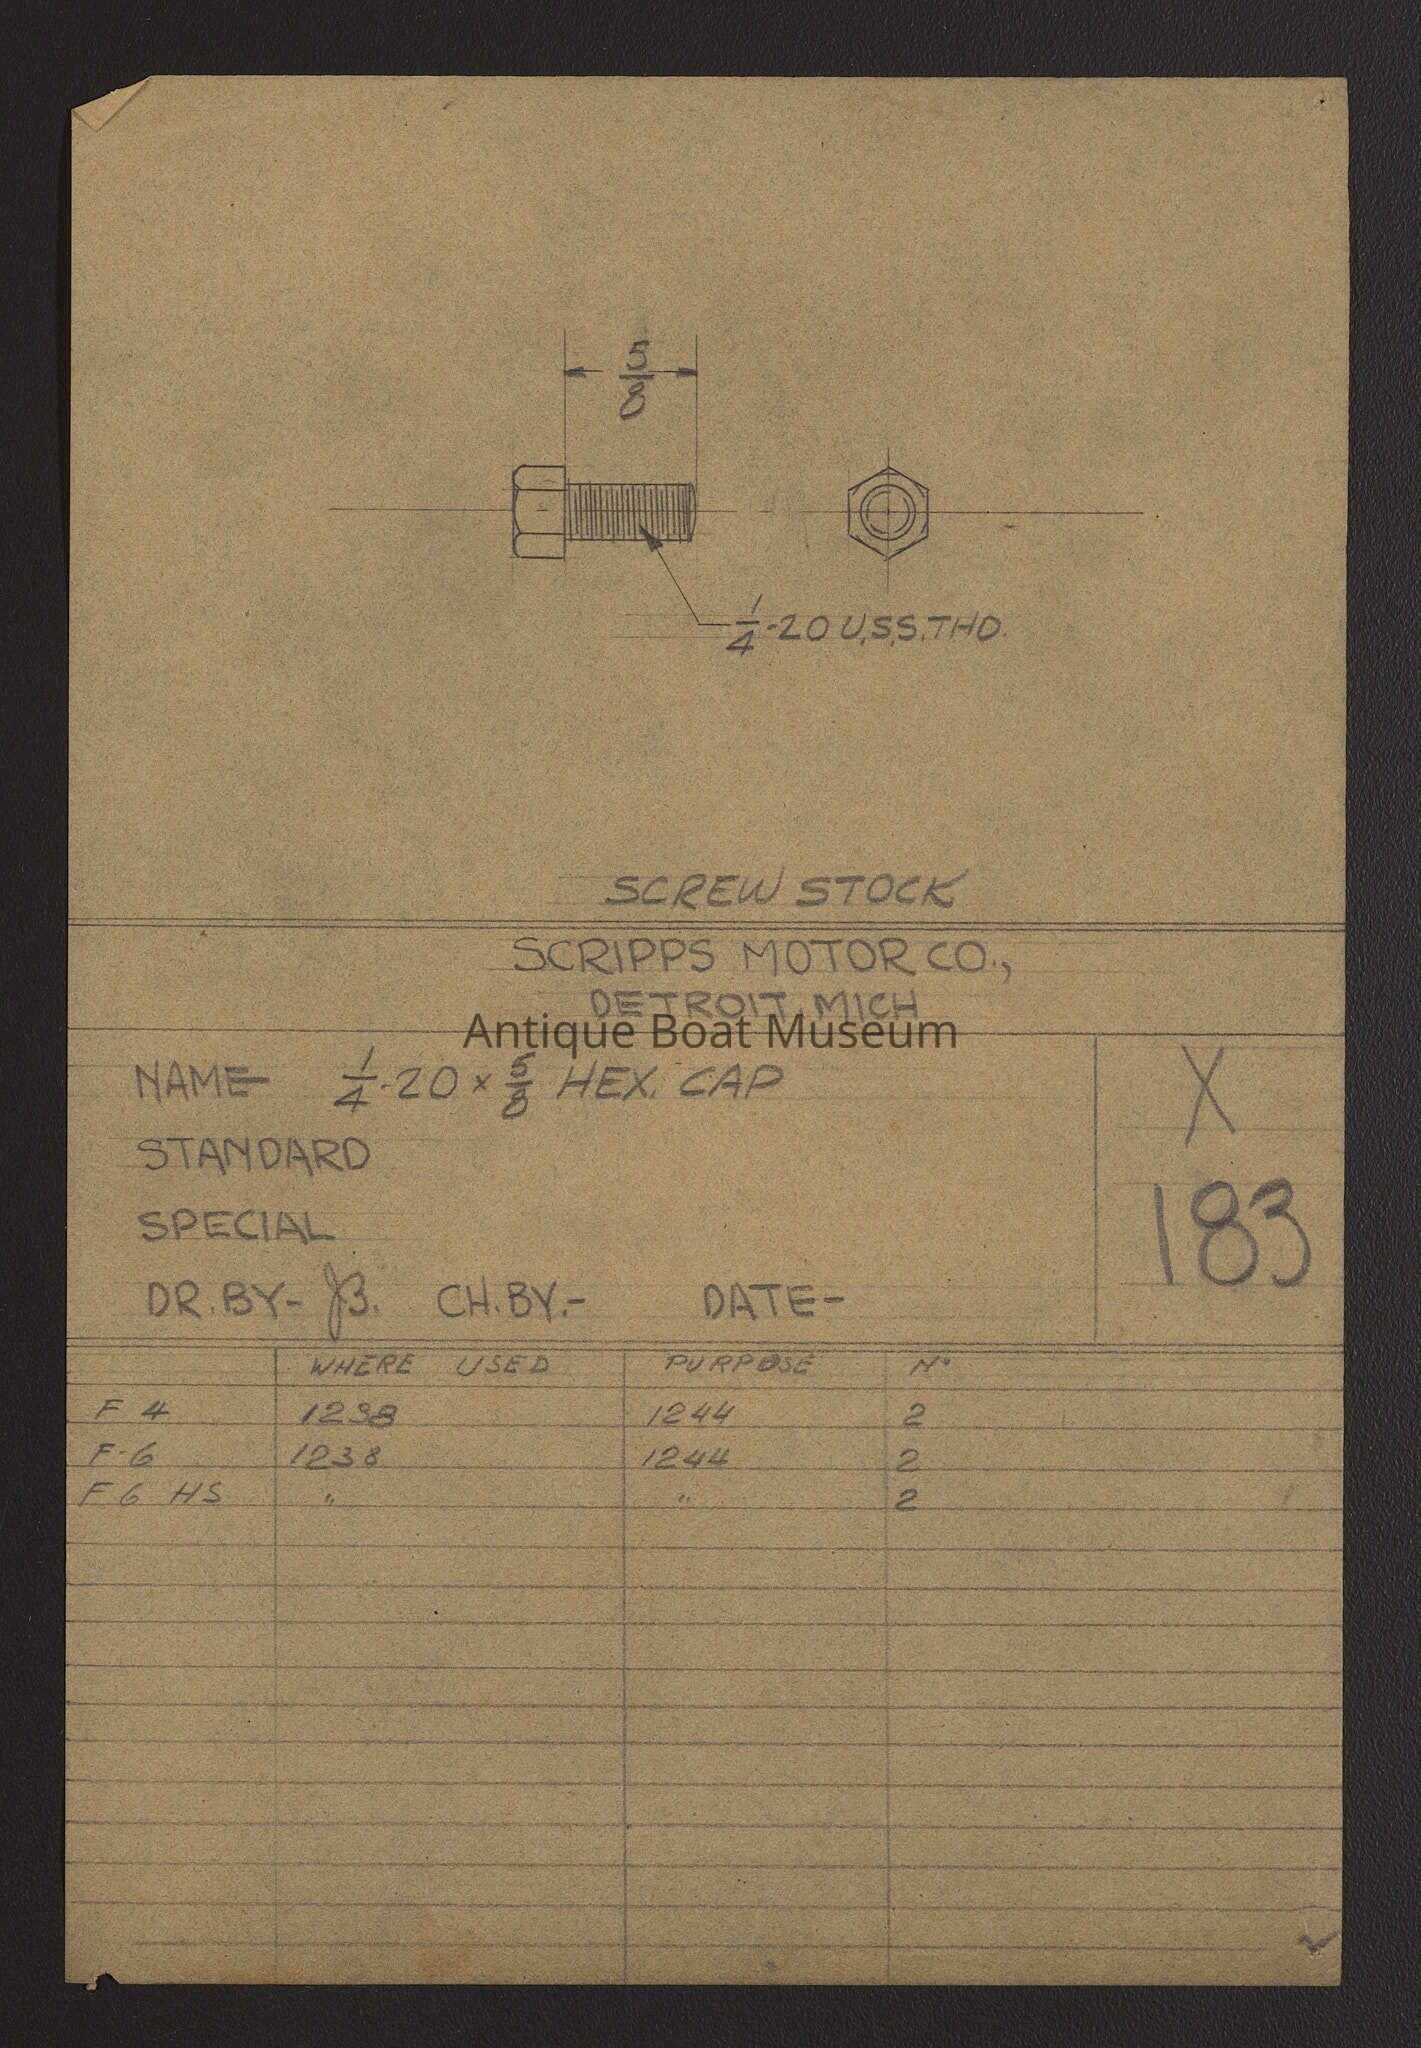 5/8
1/4-20 U.S.S. THD.
SCREW STOCK
SCRIPPS MOTOR CO.,
DETROIT, MICH
Antique Boat Museum
NAME- 1/4-20 x 5/8 HEX. CAP
X
STANDARD
183
SPECIAL
DR. BY- JB. CH. BY.- DATE-
WHERE USED PURPOSE No
F 4 1238 1244 2
F-6 1238 1244 2
F 6 HS " " 2